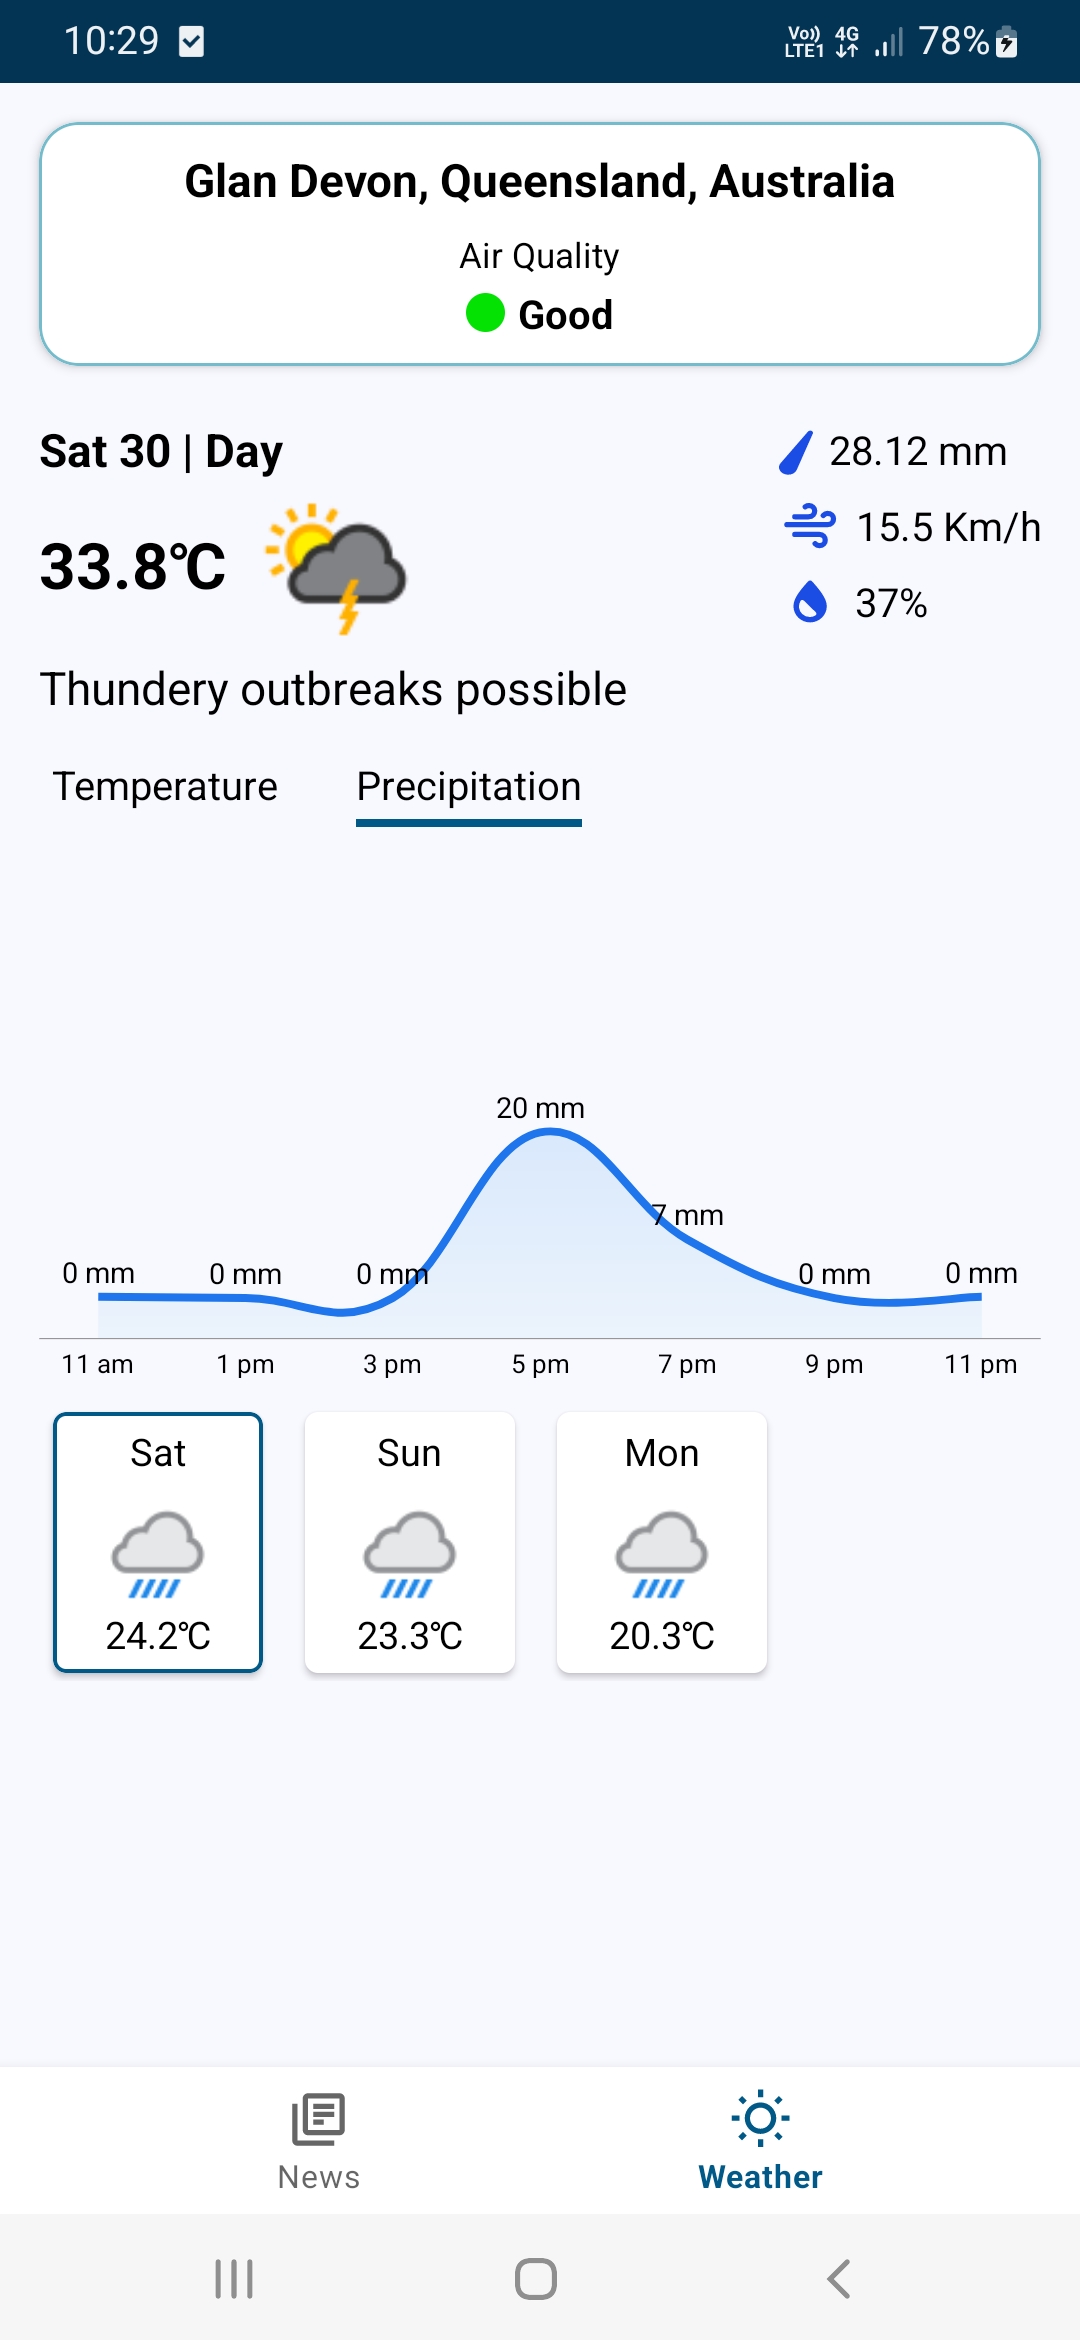 10:29 Vo)) LTE1 4G 78%
Glan Devon, Queensland, Australia
Air Quality
Good
Sat 30 | Day
28.12 mm
33.8℃
15.5 Km/h
37%
Thundery outbreaks possible
Temperature Precipitation
20 mm
7 mm
0 mm 0 mm 0 mm 0 mm 0 mm
11 am 1 pm 3 pm 5 pm 7 pm 9 pm 11 pm
Sat Sun Mon
24.2℃ 23.3℃ 20.3℃
News Weather